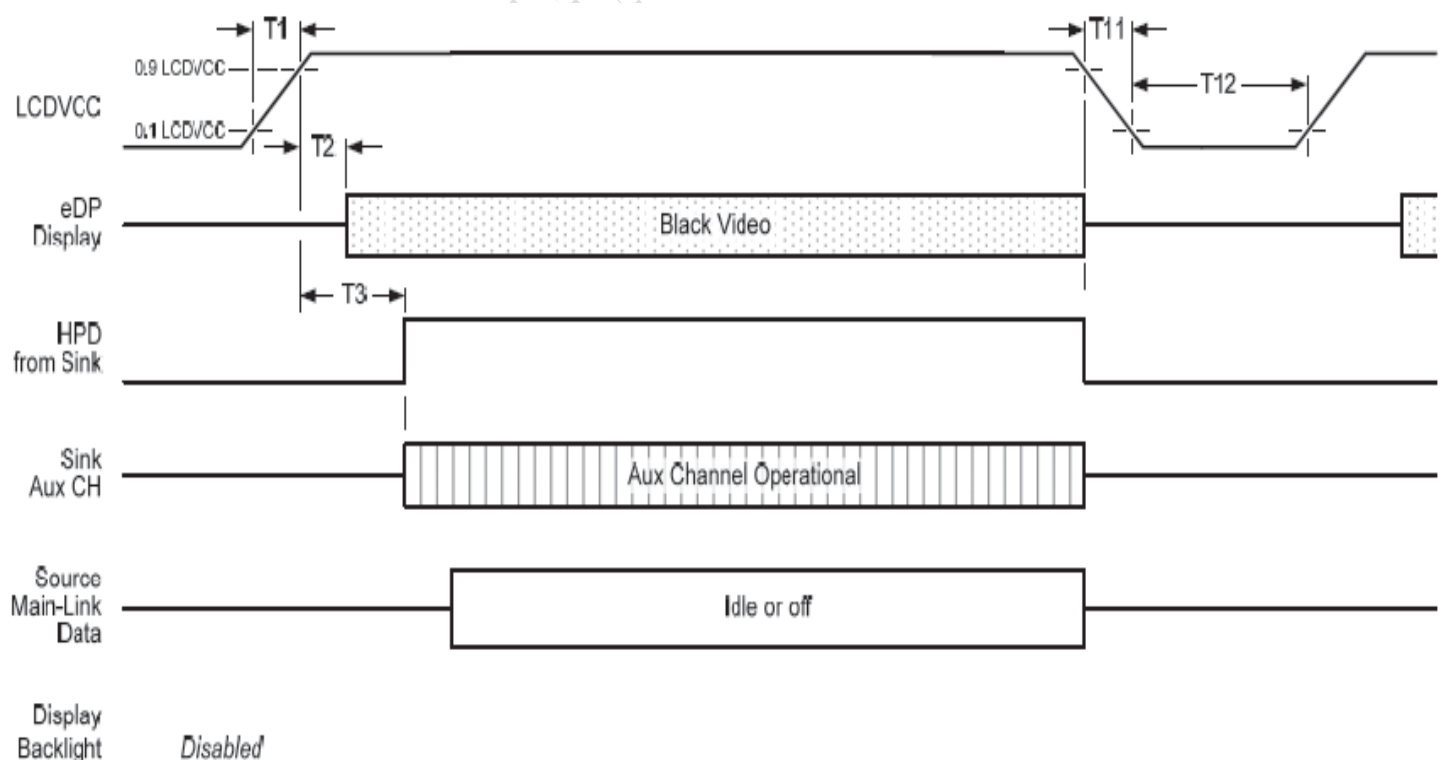 T1
T11
0.9 LCDVCC
T12
LCDVCC
0.1 LCDVCC
T2
eDP
Display
Black Video
T3
HPD
from Sink
Sink
Aux CH
Aux Channel Operational
Source
Main-Link
Data
Idle or off
Display
Backlight
Disabled